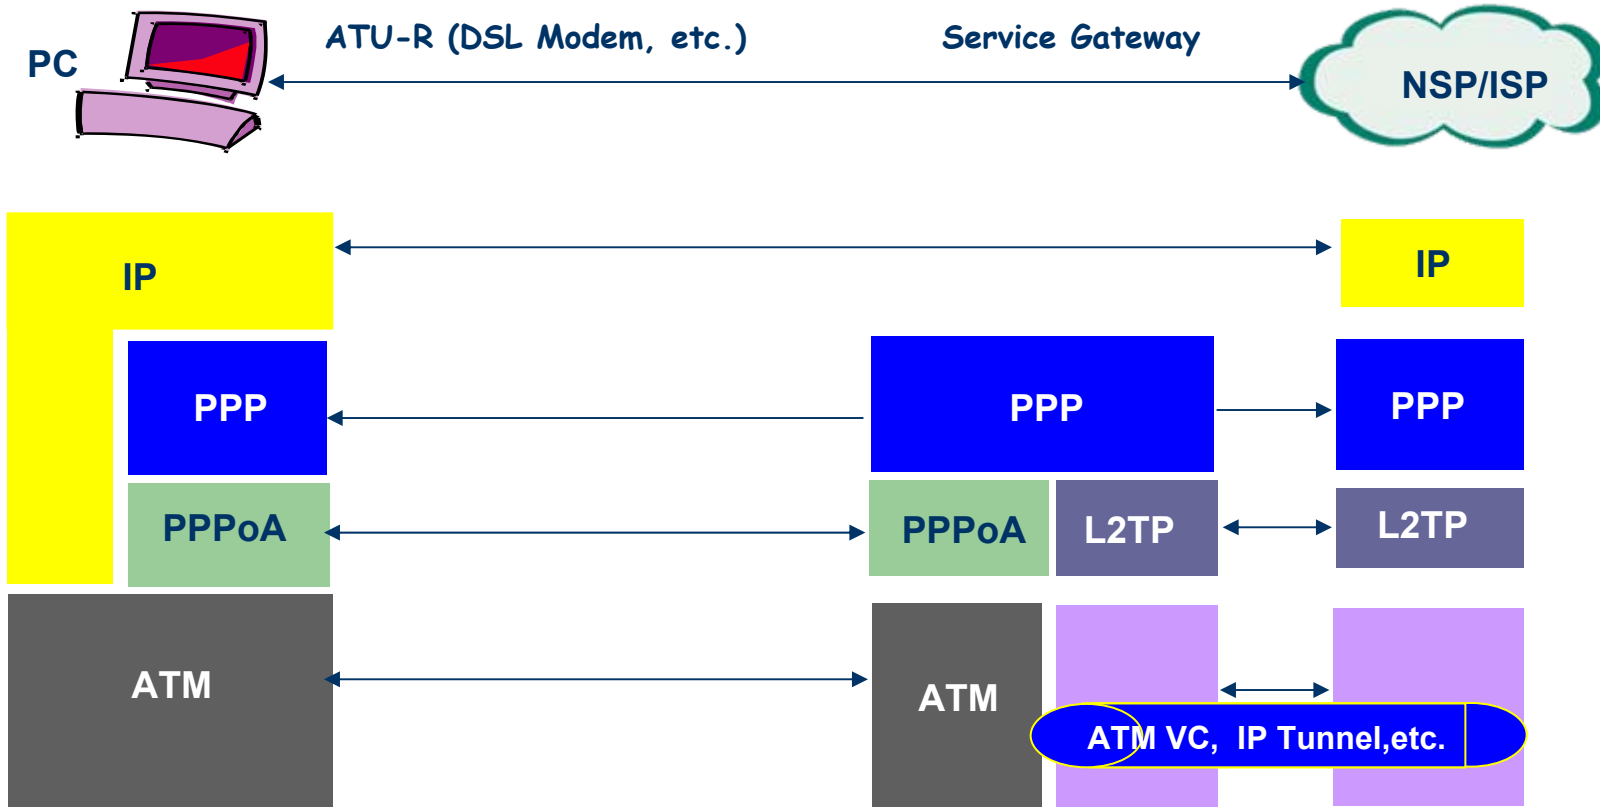 PC
ATU-R (DSL Modem, etc.)
Service Gateway
NSP/ISP
IP
IP
PPP
PPP
PPP
PPPoA
PPPoA
L2TP
L2TP
ATM
ATM
ATM VC, IP Tunnel,etc.